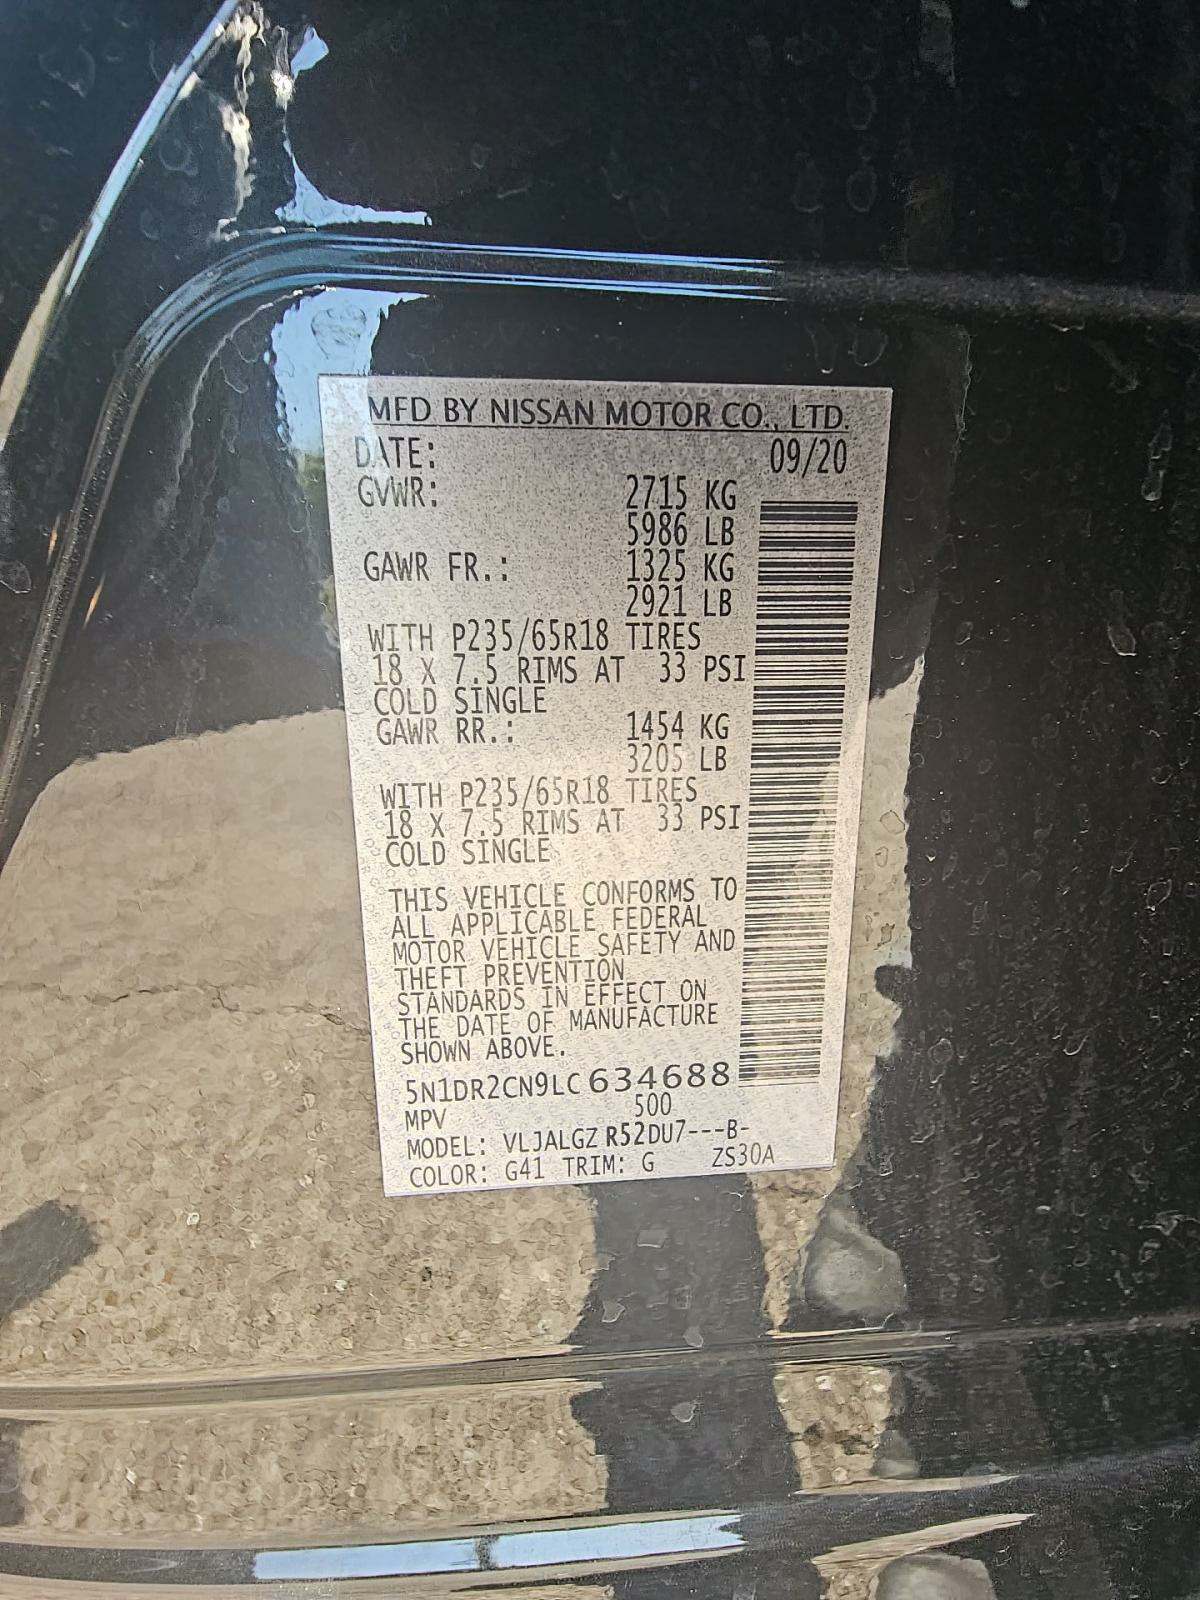 MFD BY NISSAN MOTOR CO., LTD.
DATE: 09/20
GVWR: 2715 KG
5986 LB
GAWR FR.: 1325 KG
2921 LB
WITH P235/65R18 TIRES
18 X 7.5 RIMS AT 33 PSI
COLD SINGLE
GAWR RR.: 1454 KG
3205 LB
WITH P235/65R18 TIRES
18 X 7.5 RIMS AT 33 PSI
COLD SINGLE
THIS VEHICLE CONFORMS TO
ALL APPLICABLE FEDERAL
MOTOR VEHICLE SAFETY AND
THEFT PREVENTION
STANDARDS IN EFFECT ON
THE DATE OF MANUFACTURE
SHOWN ABOVE.
5N1DR2CN9LC634688
MPV 500
MODEL: VLJALGZ R52DU7---B-
COLOR: G41 TRIM: G ZS30A